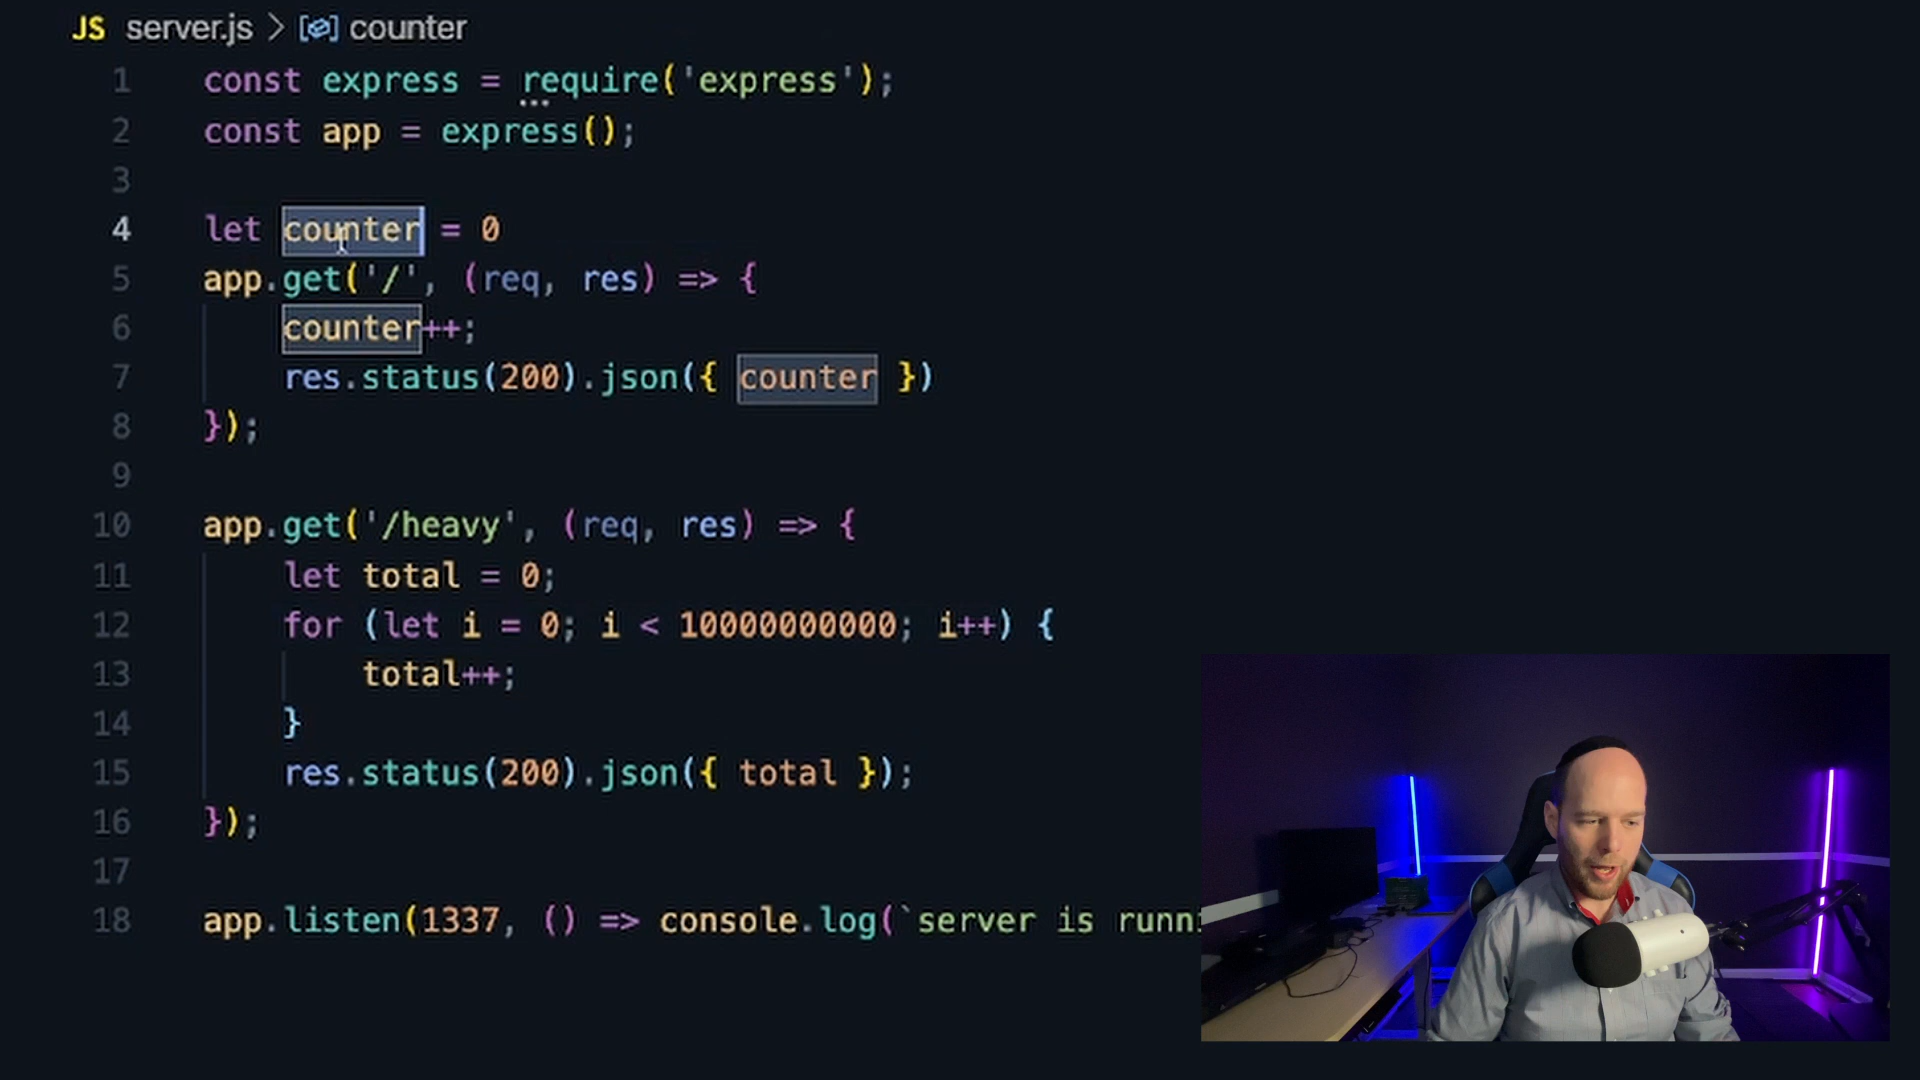 JS server.js > counter
1 const express = require('express');
2 const app = express();
3
4 let counter = 0
5 app.get('/', (req, res) => {
6 counter++;
7 res.status(200).json({ counter })
8 });
9
10 app.get('/heavy', (req, res) => {
11 let total = 0;
12 for (let i = 0; i < 10000000000; i++) {
13 total++;
14 }
15 res.status(200).json({ total });
16 });
17
18 app.listen(1337, () => console.log(`server is runn